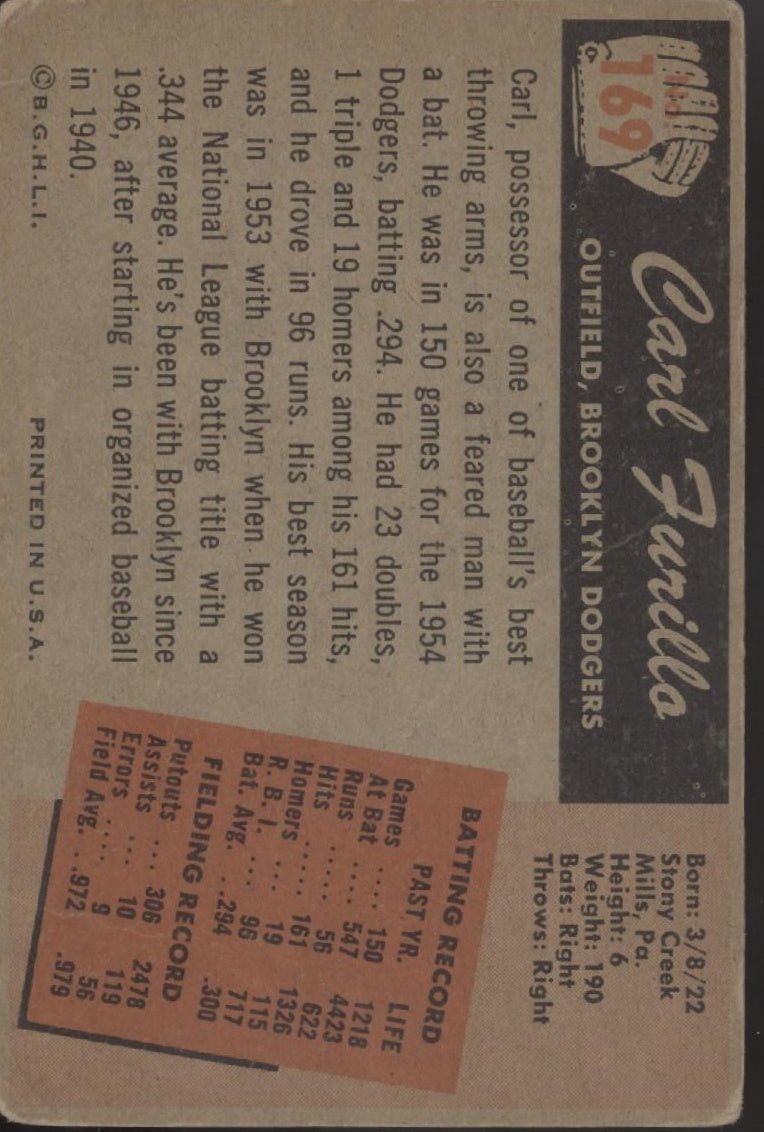 No. 169
Carl Furillo
OUTFIELD, BROOKLYN DODGERS
Born: 3/8/22
Stony Creek
Mills, Pa.
Height: 6
Weight: 190
Bats: Right
Throws: Right
Carl, possessor of one of baseball's best
throwing arms, is also a feared man with
a bat. He was in 150 games for the 1954
Dodgers, batting .294. He had 23 doubles,
1 triple and 19 homers among his 161 hits,
and he drove in 96 runs. His best season
was in 1953 with Brooklyn when he won
the National League batting title with a
.344 average. He's been with Brooklyn since
1946, after starting in organized baseball
in 1940.
BATTING RECORD
PAST YR. LIFE
Games .... 150 1218
At Bat .... 547 4423
Runs ..... 56 622
Hits ..... 161 1326
Homers ... 19 115
R. B. I. ... 96 717
Bat. Avg. ...294 .300
FIELDING RECORD
Putouts ... 306 2478
Assists ... 10 119
Errors .... 9 56
Field Avg. ..972 .979
©B.G.H.L.I. PRINTED IN U.S.A.